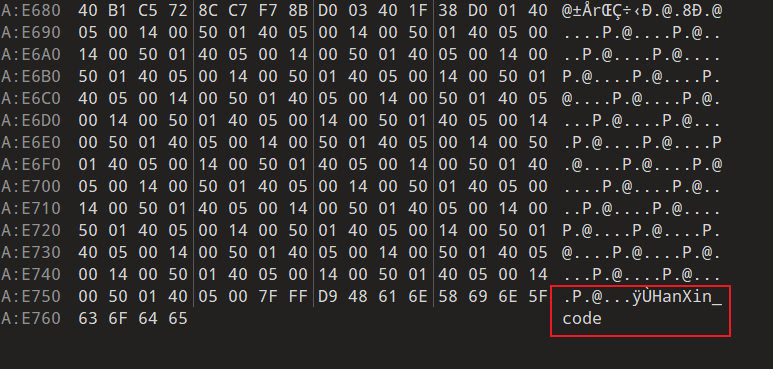 A:E680 40 B1 C5 72 8C C7 F7 8B D0 03 40 1F 38 D0 01 40 @±ÅrŒÇ÷‹Ð.@.8Ð.@
A:E690 05 00 14 00 50 01 40 05 00 14 00 50 01 40 05 00 ....P.@....P.@..
A:E6A0 14 00 50 01 40 05 00 14 00 50 01 40 05 00 14 00 ..P.@....P.@....
A:E6B0 50 01 40 05 00 14 00 50 01 40 05 00 14 00 50 01 P.@....P.@....P.
A:E6C0 40 05 00 14 00 50 01 40 05 00 14 00 50 01 40 05 @....P.@....P.@.
A:E6D0 00 14 00 50 01 40 05 00 14 00 50 01 40 05 00 14 ...P.@....P.@...
A:E6E0 00 50 01 40 05 00 14 00 50 01 40 05 00 14 00 50 .P.@....P.@....P
A:E6F0 01 40 05 00 14 00 50 01 40 05 00 14 00 50 01 40 .@....P.@....P.@
A:E700 05 00 14 00 50 01 40 05 00 14 00 50 01 40 05 00 ....P.@....P.@..
A:E710 14 00 50 01 40 05 00 14 00 50 01 40 05 00 14 00 ..P.@....P.@....
A:E720 50 01 40 05 00 14 00 50 01 40 05 00 14 00 50 01 P.@....P.@....P.
A:E730 40 05 00 14 00 50 01 40 05 00 14 00 50 01 40 05 @....P.@....P.@.
A:E740 00 14 00 50 01 40 05 00 14 00 50 01 40 05 00 14 ...P.@....P.@...
A:E750 00 50 01 40 05 00 7F FF D9 48 61 6E 58 69 6E 5F .P.@...ÿÙHanXin_
A:E760 63 6F 64 65 code